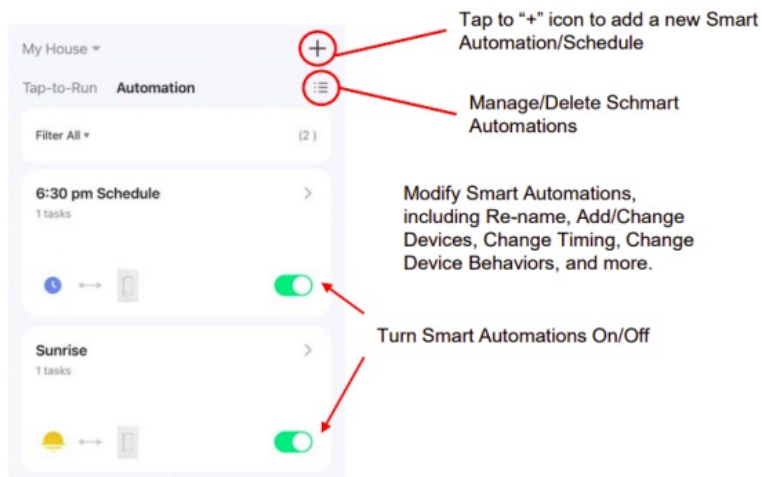 Tap to “+” icon to add a new Smart
Automation/Schedule
My House
Tap-to-Run Automation
Manage/Delete Schmart
Automations
Filter All (2)
6:30 pm Schedule
1 tasks
Modify Smart Automations,
including Re-name, Add/Change
Devices, Change Timing, Change
Device Behaviors, and more.
Turn Smart Automations On/Off
Sunrise
1 tasks